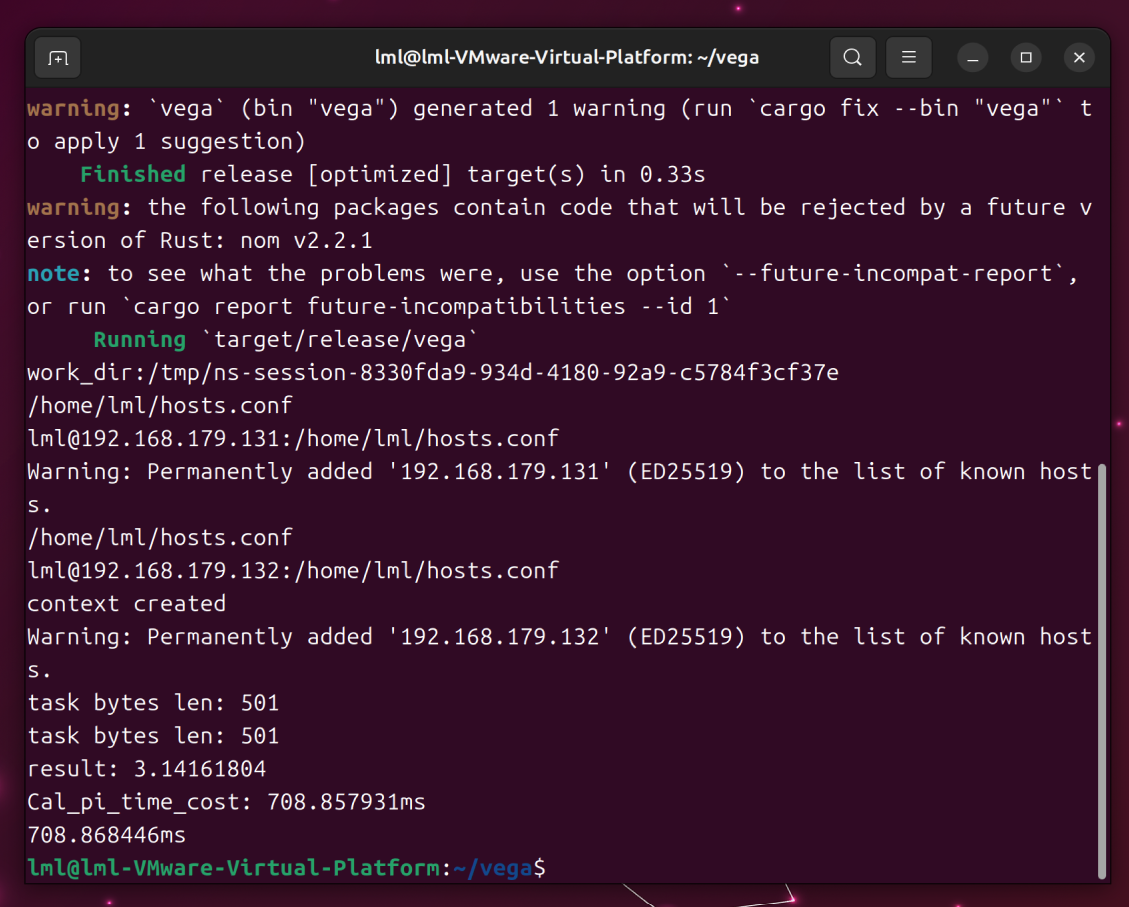 lml@lml-VMware-Virtual-Platform: ~/vega
warning: `vega` (bin "vega") generated 1 warning (run `cargo fix --bin "vega"` t
o apply 1 suggestion)
    Finished release [optimized] target(s) in 0.33s
warning: the following packages contain code that will be rejected by a future v
ersion of Rust: nom v2.2.1
note: to see what the problems were, use the option `--future-incompat-report`,
or run `cargo report future-incompatibilities --id 1`
     Running `target/release/vega`
work_dir:/tmp/ns-session-8330fda9-934d-4180-92a9-c5784f3cf37e
/home/lml/hosts.conf
lml@192.168.179.131:/home/lml/hosts.conf
Warning: Permanently added '192.168.179.131' (ED25519) to the list of known host
s.
/home/lml/hosts.conf
lml@192.168.179.132:/home/lml/hosts.conf
context created
Warning: Permanently added '192.168.179.132' (ED25519) to the list of known host
s.
task bytes len: 501
task bytes len: 501
result: 3.14161804
Cal_pi_time_cost: 708.857931ms
708.868446ms
lml@lml-VMware-Virtual-Platform:~/vega$